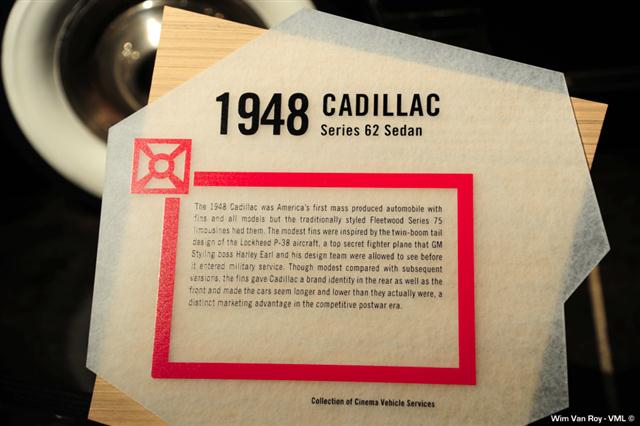 1948 CADILLAC
Series 62 Sedan
The 1948 Cadillac was America's first mass produced automobile with
fins and all models but the traditionally styled Fleetwood Series 75
limousines had them. The modest fins were inspired by the twin-boom tail
design of the Lockheed P-38 aircraft, a top secret fighter plane that GM
Styling boss Harley Earl and his design team were allowed to see before
it entered military service. Though modest compared with subsequent
versions, the fins gave Cadillac a brand identity in the rear as well as the
front and made the cars seem longer and lower than they actually were, a
distinct marketing advantage in the competitive postwar era.
Collection of Cinema Vehicle Services
Wim Van Roy - VML ©